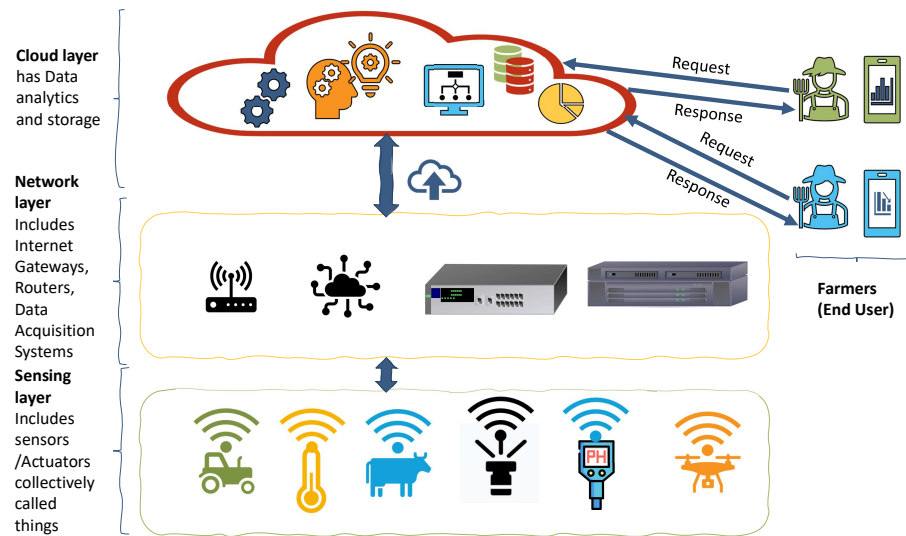 Cloud layer
has Data
analytics
and storage
Request
Response
Request
Response
Network
layer
Includes
Internet
Gateways,
Routers,
Data
Acquisition
Systems
Farmers
(End User)
Sensing
layer
Includes
sensors
/Actuators
collectively
called
things
PH